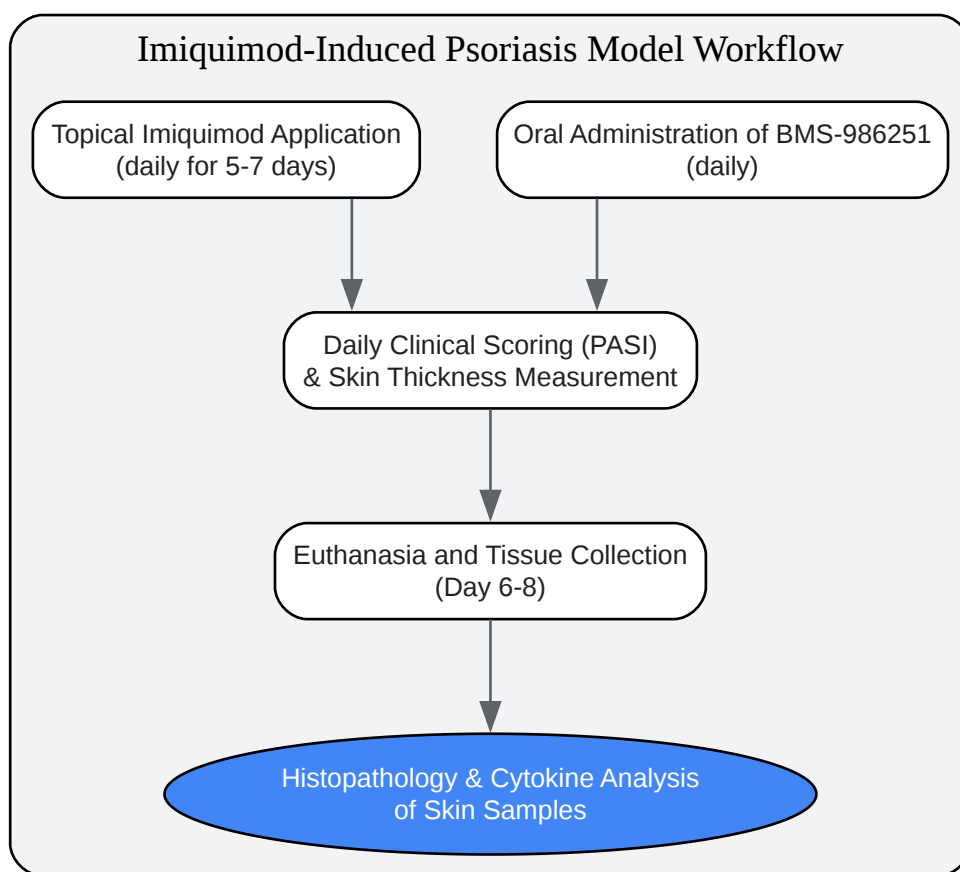 Imiquimod-Induced Psoriasis Model Workflow
Topical Imiquimod Application
(daily for 5-7 days)
Oral Administration of BMS-986251
(daily)
Daily Clinical Scoring (PASI)
& Skin Thickness Measurement
Euthanasia and Tissue Collection
(Day 6-8)
Histopathology & Cytokine Analysis
of Skin Samples